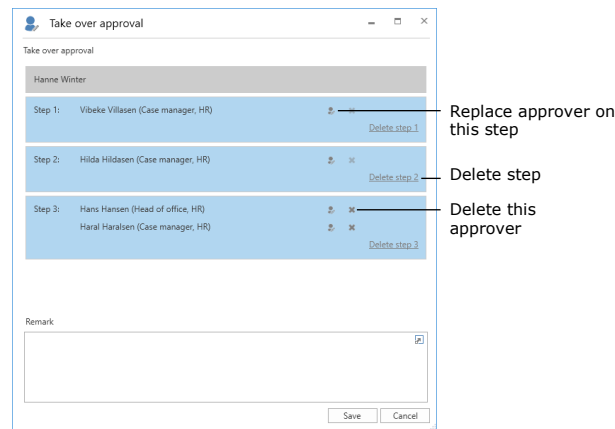 Take over approval
Take over approval
Hanne Winter
Step 1: Vibeke Villasen (Case manager, HR)
Delete step 1
Replace approver on
this step
Step 2: Hilda Hildasen (Case manager, HR)
Delete step 2
Delete step
Step 3: Hans Hansen (Head of office, HR)
Haral Haralsen (Case manager, HR)
Delete step 3
Delete this
approver
Remark
Save Cancel